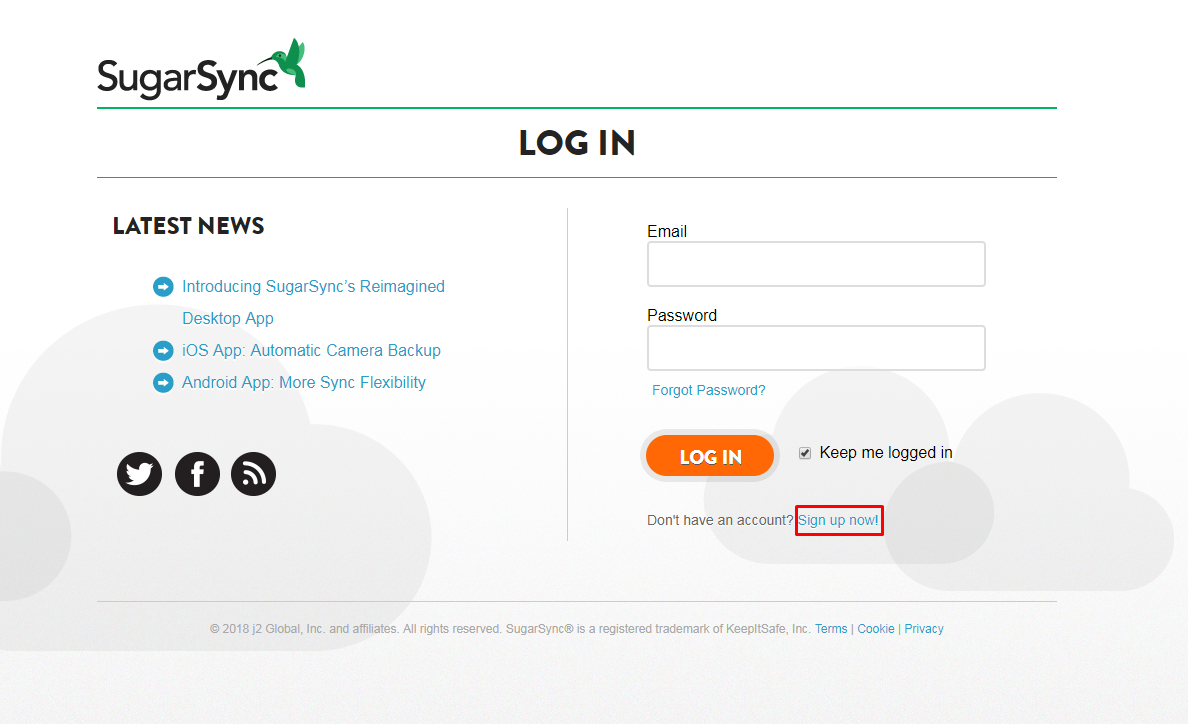 SugarSync
LOG IN
LATEST NEWS
Introducing SugarSync’s Reimagined
Desktop App
iOS App: Automatic Camera Backup
Android App: More Sync Flexibility
Email
Password
Forgot Password?
LOG IN
Keep me logged in
Don't have an account? Sign up now!
© 2018 j2 Global, Inc. and affiliates. All rights reserved. SugarSync® is a registered trademark of KeepItSafe, Inc. Terms | Cookie | Privacy